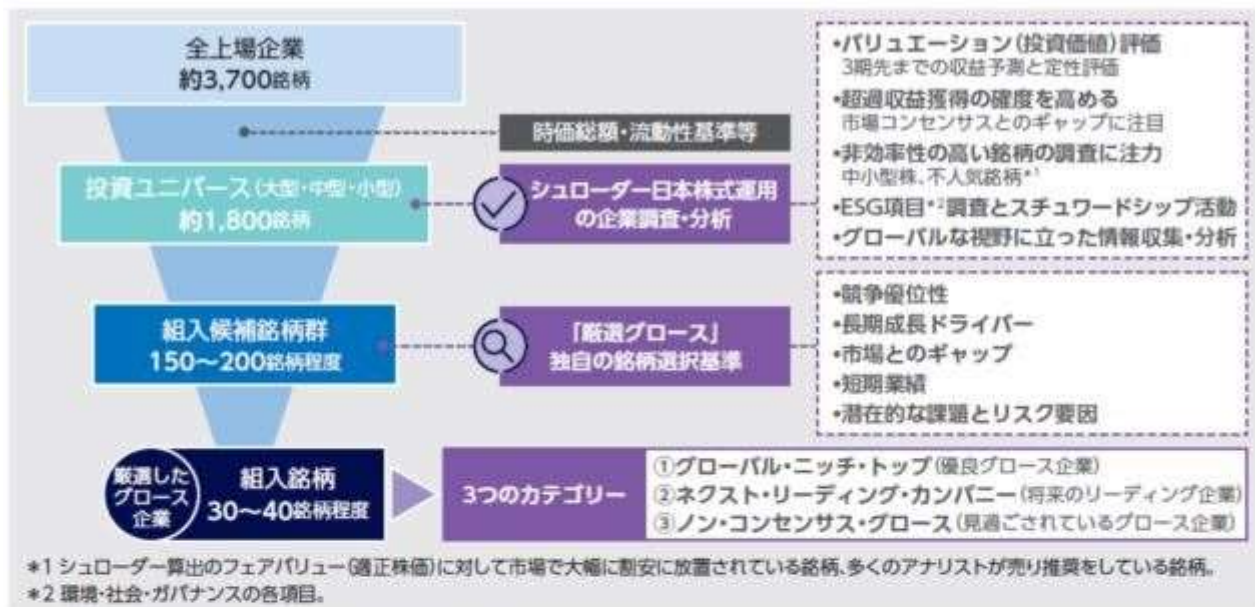 全上場企業
約3,700銘柄
時価総額・流動性基準等
投資ユニバース（大型・中型・小型）
約1,800銘柄
シュローダー日本株式運用
の企業調査・分析
•バリュエーション（投資価値）評価
3期先までの収益予測と定性評価
•超過収益獲得の確度を高める
市場コンセンサスとのギャップに注目
•非効率性の高い銘柄の調査に注力
中小型株、不人気銘柄*1
•ESG項目*2調査とスチュワードシップ活動
•グローバルな視野に立った情報収集・分析
組入候補銘柄群
150～200銘柄程度
「厳選グロース」
独自の銘柄選択基準
•競争優位性
•長期成長ドライバー
•市場とのギャップ
•短期業績
•潜在的な課題とリスク要因
厳選した
グロース
企業
組入銘柄
30～40銘柄程度
3つのカテゴリー
①グローバル・ニッチ・トップ（優良グロース企業）
②ネクスト・リーディング・カンパニー（将来のリーディング企業）
③ノン・コンセンサス・グロース（見過ごされているグロース企業）
*1 シュローダー算出のフェアバリュー（適正株価）に対して市場で大幅に割安に放置されている銘柄、多くのアナリストが売り推奨をしている銘柄。
*2 環境・社会・ガバナンスの各項目。